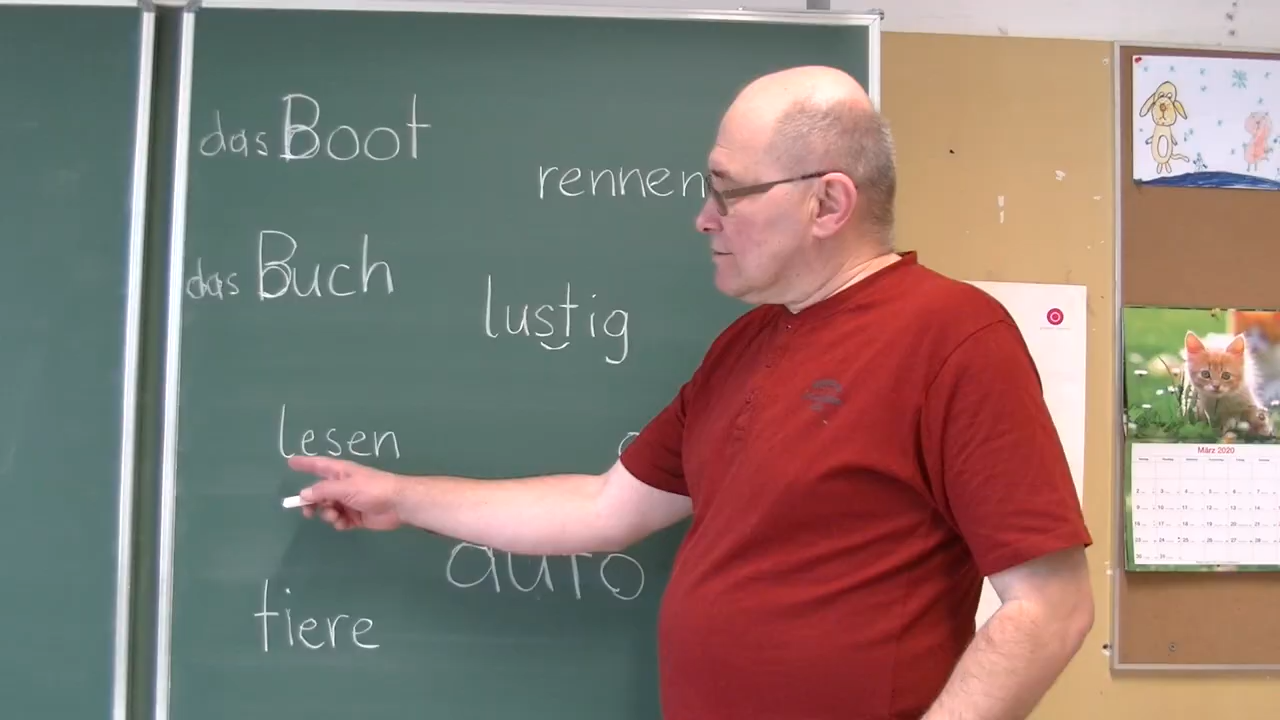 das Boot
rennen
das Buch
lustig
lesen
auto
tiere
März 2020